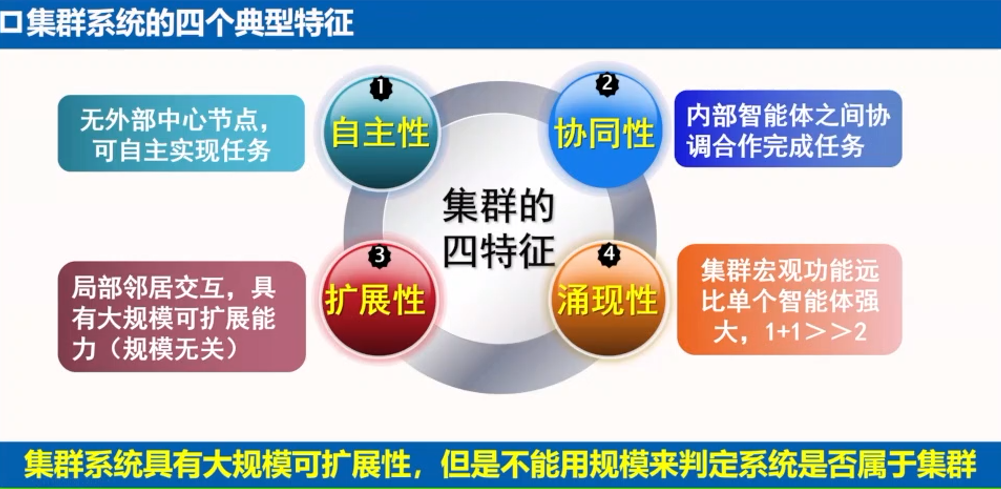 口集群系统的四个典型特征
1
自主性
无外部中心节点，
可自主实现任务
2
协同性
内部智能体之间协
调合作完成任务
集群的
四特征
3
扩展性
局部邻居交互，具
有大规模可扩展能
力（规模无关）
4
涌现性
集群宏观功能远
比单个智能体强
大，1+1＞＞2
集群系统具有大规模可扩展性，但是不能用规模来判定系统是否属于集群